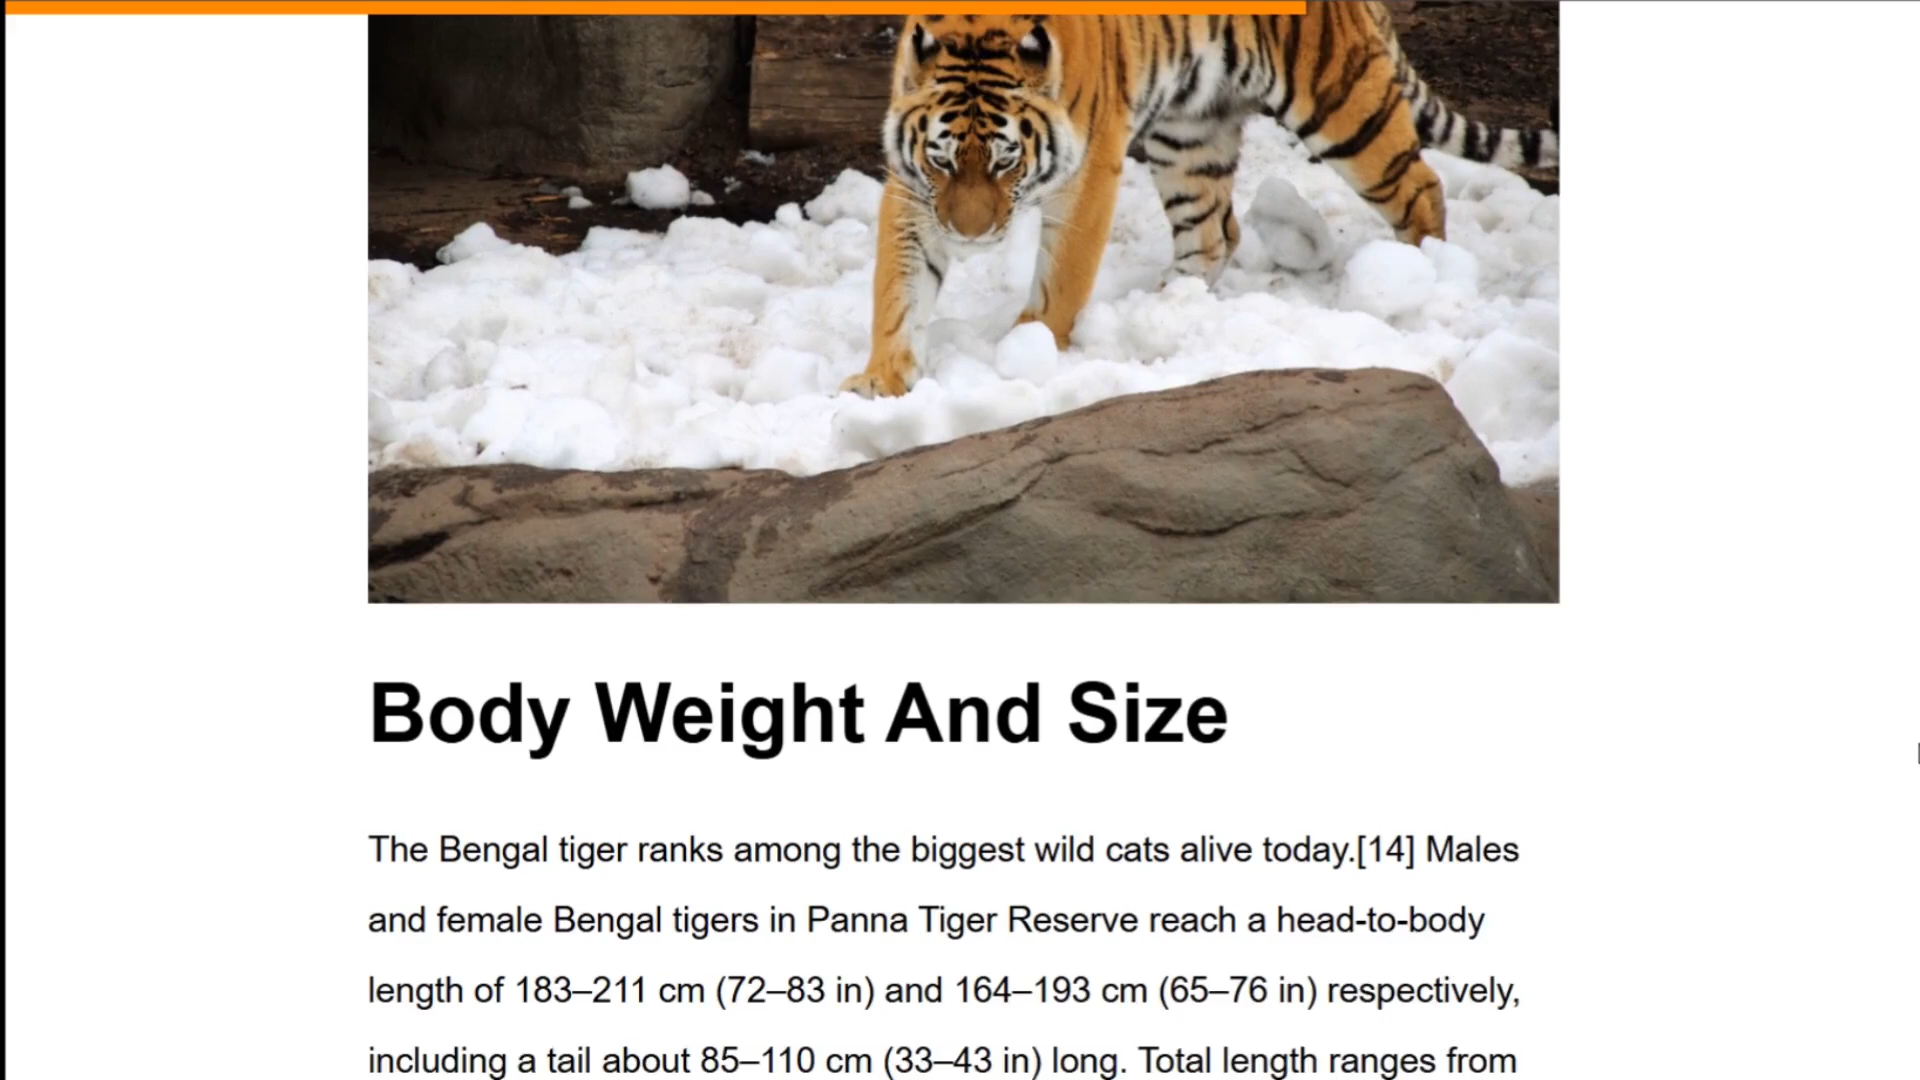 Body Weight And Size
The Bengal tiger ranks among the biggest wild cats alive today.[14] Males
and female Bengal tigers in Panna Tiger Reserve reach a head-to-body
length of 183–211 cm (72–83 in) and 164–193 cm (65–76 in) respectively,
including a tail about 85–110 cm (33–43 in) long. Total length ranges from